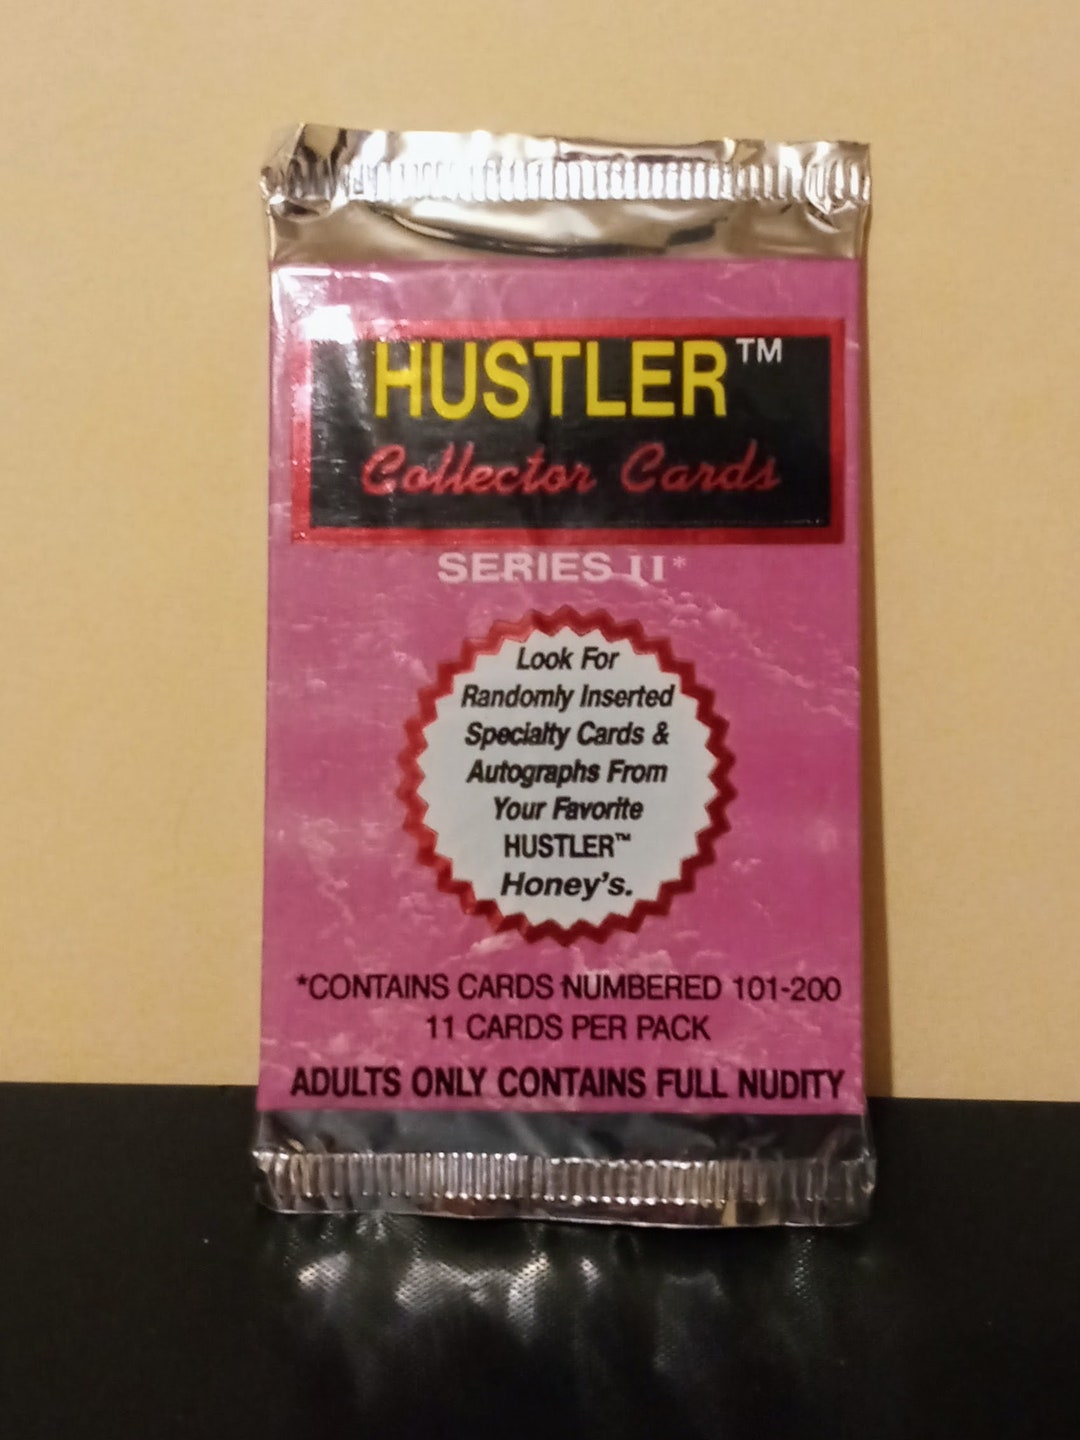 HUSTLER™
Collector Cards
SERIES II*
Look For
Randomly Inserted
Specialty Cards &
Autographs From
Your Favorite
HUSTLER™
Honey's.
*CONTAINS CARDS NUMBERED 101-200
11 CARDS PER PACK
ADULTS ONLY CONTAINS FULL NUDITY